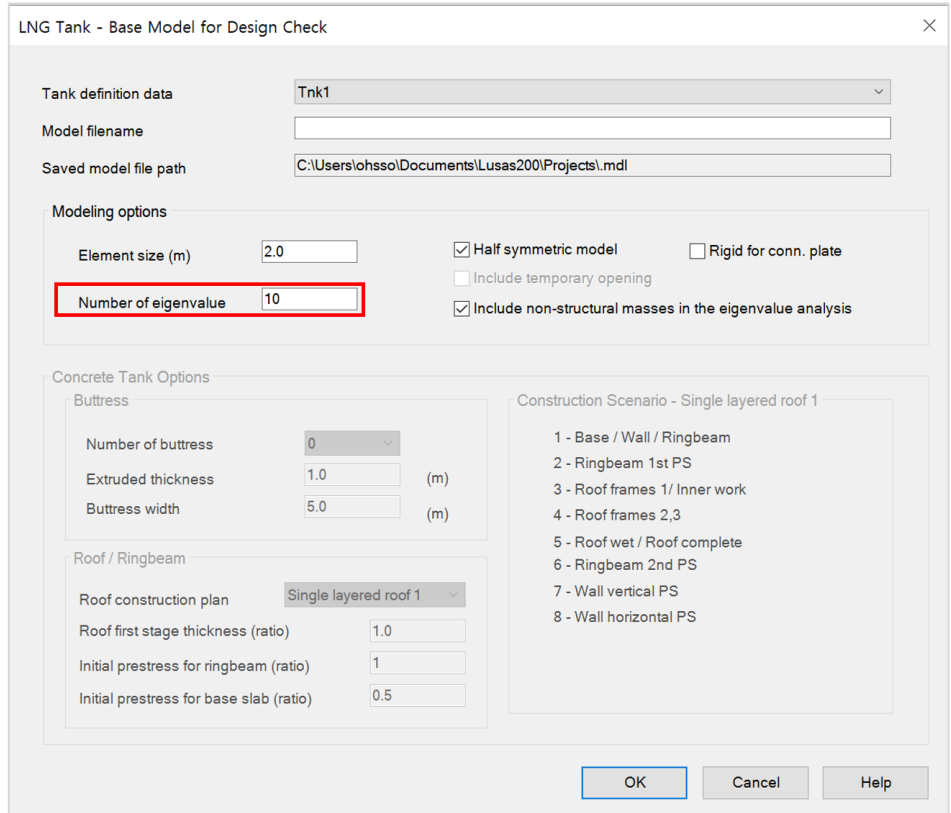 LNG Tank - Base Model for Design Check
Tank definition data
Tnk1
Model filename
Saved model file path
C:\Users\ohsso\Documents\Lusas200\Projects\.mdl
Modeling options
Element size (m)
2.0
Half symmetric model
Rigid for conn. plate
Include temporary opening
Number of eigenvalue
10
Include non-structural masses in the eigenvalue analysis
Concrete Tank Options
Buttress
Number of buttress
0
Extruded thickness
1.0
(m)
Buttress width
5.0
(m)
Roof / Ringbeam
Roof construction plan
Single layered roof 1
Roof first stage thickness (ratio)
1.0
Initial prestress for ringbeam (ratio)
1
Initial prestress for base slab (ratio)
0.5
Construction Scenario - Single layered roof 1
1 - Base / Wall / Ringbeam
2 - Ringbeam 1st PS
3 - Roof frames 1/ Inner work
4 - Roof frames 2,3
5 - Roof wet / Roof complete
6 - Ringbeam 2nd PS
7 - Wall vertical PS
8 - Wall horizontal PS
OK
Cancel
Help